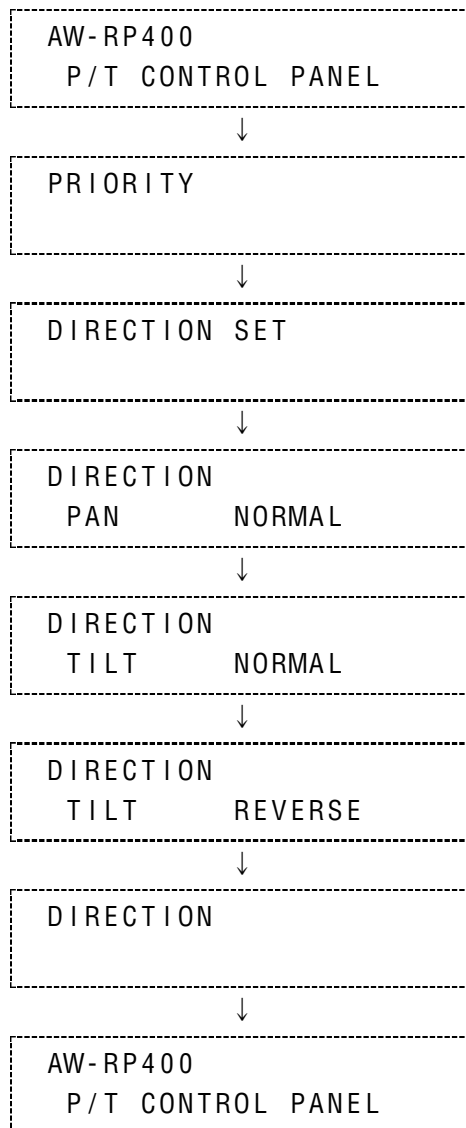 AW-RP400
P/T CONTROL PANEL
↓
PRIORITY
↓
DIRECTION SET
↓
DIRECTION
PAN NORMAL
↓
DIRECTION
TILT NORMAL
↓
DIRECTION
TILT REVERSE
↓
DIRECTION
↓
AW-RP400
P/T CONTROL PANEL